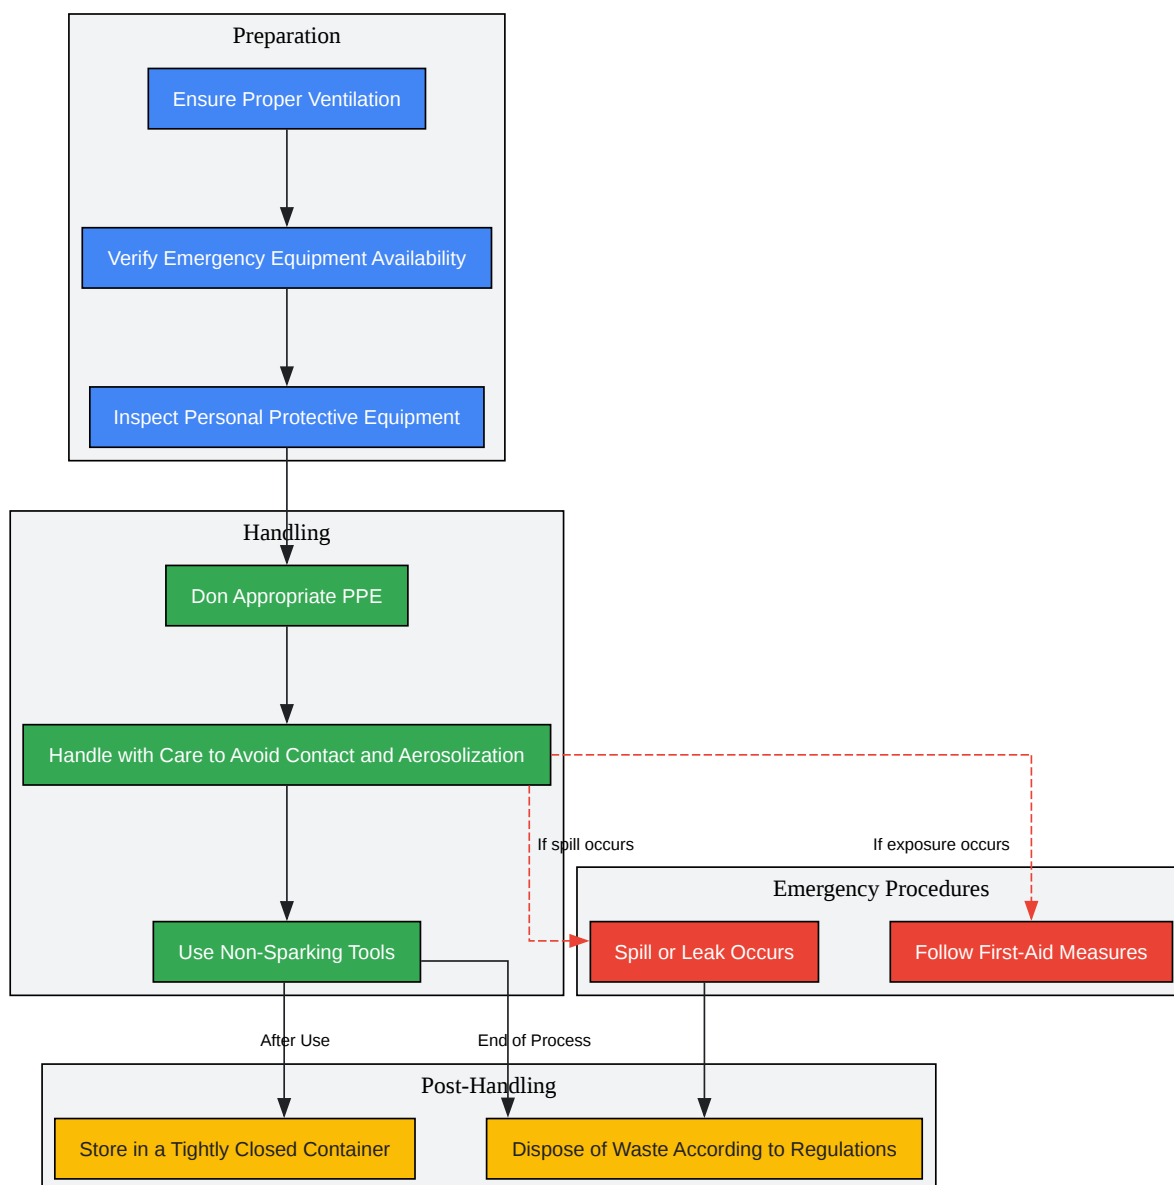 Preparation
Ensure Proper Ventilation
Verify Emergency Equipment Availability
Inspect Personal Protective Equipment
Handling
Don Appropriate PPE
Handle with Care to Avoid Contact and Aerosolization
If spill occurs
If exposure occurs
Emergency Procedures
Use Non-Sparking Tools
Spill or Leak Occurs
Follow First-Aid Measures
After Use
End of Process
Post-Handling
Store in a Tightly Closed Container
Dispose of Waste According to Regulations